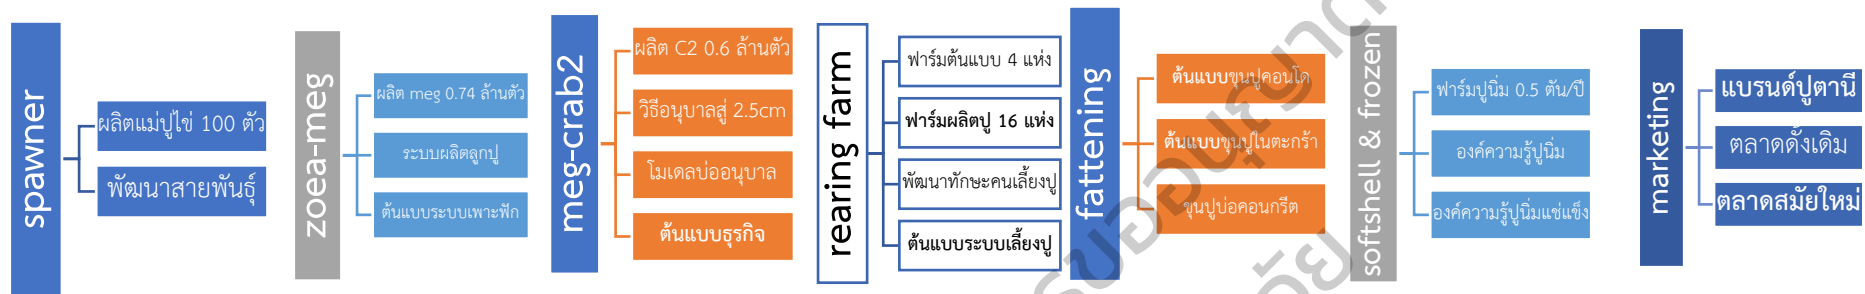 spawner
ผลิตแม่ปูไข่ 100 ตัว
พัฒนาสายพันธุ์
zoea-meg
ผลิต meg 0.74 ล้านตัว
ระบบผลิตลูกปู
ต้นแบบระบบเพาะฟัก
meg-crab2
ผลิต C2 0.6 ล้านตัว
วิธีอนุบาลสู่ 2.5cm
โมเดลบ่ออนุบาล
ต้นแบบธุรกิจ
rearing farm
ฟาร์มต้นแบบ 4 แห่ง
ฟาร์มผลิตปู 16 แห่ง
พัฒนาทักษะคนเลี้ยงปู
ต้นแบบระบบเลี้ยงปู
fattening
ต้นแบบขุนปูคอนโด
ต้นแบบขุนปูในตะกร้า
ขุนปูบ่อคอนกรีต
softshell & frozen
ฟาร์มปูนิ่ม 0.5 ตัน/ปี
องค์ความรู้ปูนิ่ม
องค์ความรู้ปูนิ่มแช่แข็ง
marketing
แบรนด์ปูตานี
ตลาดดั้งเดิม
ตลาดสมัยใหม่